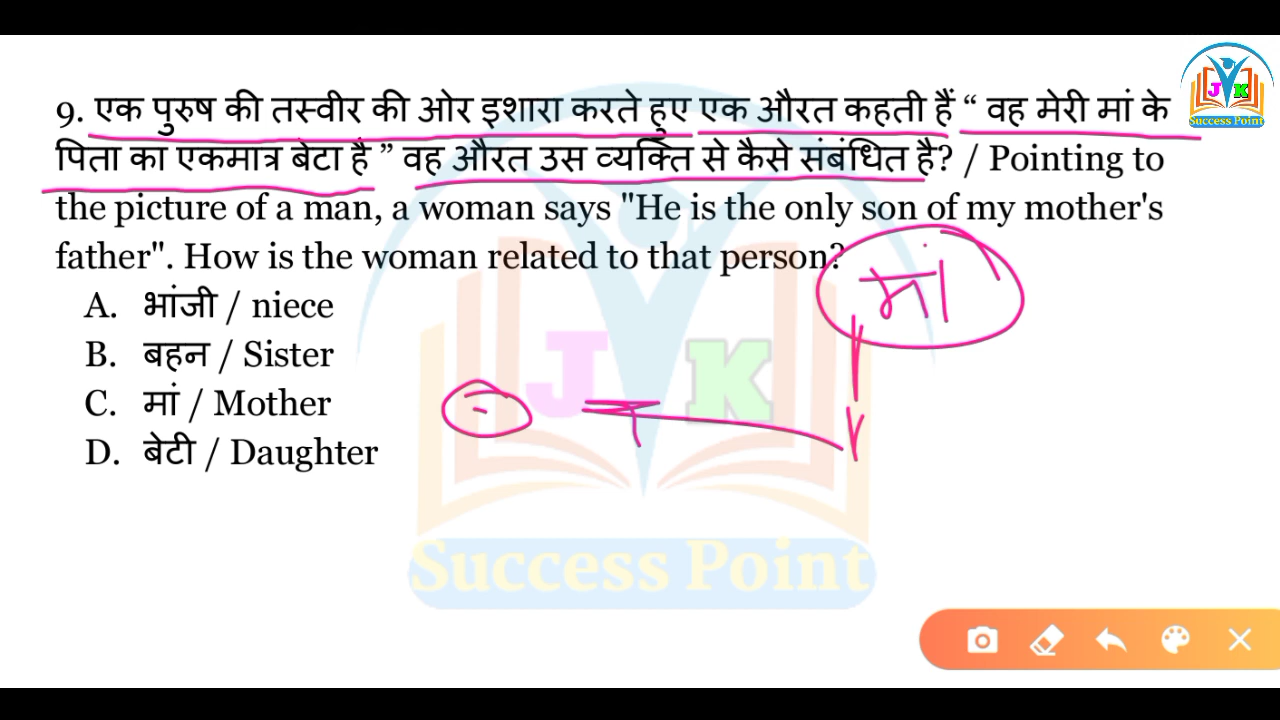 J K
Success Point
9. एक पुरुष की तस्वीर की ओर इशारा करते हुए एक औरत कहती हैं “ वह मेरी मां के
पिता का एकमात्र बेटा है ” वह औरत उस व्यक्ति से कैसे संबंधित है? / Pointing to
the picture of a man, a woman says "He is the only son of my mother's
father". How is the woman related to that person?
A. भांजी / niece
B. बहन / Sister
C. मां / Mother
D. बेटी / Daughter
मां
J K
Success Point